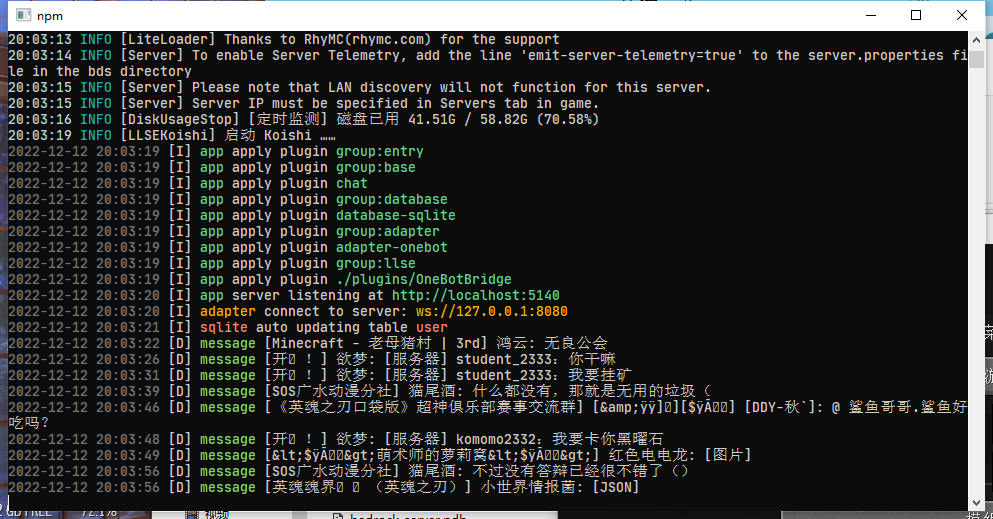 npm
20:03:13 INFO [LiteLoader] Thanks to RhyMC(rhymc.com) for the support
20:03:14 INFO [Server] To enable Server Telemetry, add the line 'emit-server-telemetry=true' to the server.properties fi
le in the bds directory
20:03:15 INFO [Server] Please note that LAN discovery will not function for this server.
20:03:15 INFO [Server] Server IP must be specified in Servers tab in game.
20:03:16 INFO [DiskUsageStop] [定时监测] 磁盘已用 41.51G / 58.82G (70.58%)
20:03:19 INFO [LLSEKoishi] 启动 Koishi ……
2022-12-12 20:03:19 [I] app apply plugin group:entry
2022-12-12 20:03:19 [I] app apply plugin group:base
2022-12-12 20:03:19 [I] app apply plugin chat
2022-12-12 20:03:19 [I] app apply plugin group:database
2022-12-12 20:03:19 [I] app apply plugin database-sqlite
2022-12-12 20:03:19 [I] app apply plugin group:adapter
2022-12-12 20:03:19 [I] app apply plugin adapter-onebot
2022-12-12 20:03:19 [I] app apply plugin group:llse
2022-12-12 20:03:19 [I] app apply plugin ./plugins/OneBotBridge
2022-12-12 20:03:20 [I] app server listening at http://localhost:5140
2022-12-12 20:03:20 [I] adapter connect to server: ws://127.0.0.1:8080
2022-12-12 20:03:21 [I] sqlite auto updating table user
2022-12-12 20:03:22 [D] message [Minecraft - 老母猪村 | 3rd] 鸿云: 无良公会
2022-12-12 20:03:26 [D] message [开 ！] 欲梦: [服务器] student_2333：你干嘛
2022-12-12 20:03:31 [D] message [开 ！] 欲梦: [服务器] student_2333：我要挂矿
2022-12-12 20:03:39 [D] message [SOS广水动漫分社] 猫尾酒: 什么都没有，那就是无用的垃圾（
2022-12-12 20:03:46 [D] message [《英魂之刃口袋版》超神俱乐部赛事交流群] [&amp;ÿÿ][$ÿÃ] [DDY-秋`]: @ 鲨鱼哥哥.鲨鱼好
吃吗?
2022-12-12 20:03:48 [D] message [开 ！] 欲梦: [服务器] komomo2332：我要卡你黑曜石
2022-12-12 20:03:49 [D] message [&lt;$ÿÃ&gt;萌术师的萝莉窝&lt;$ÿÃ&gt;] 红色电电龙: [图片]
2022-12-12 20:03:56 [D] message [SOS广水动漫分社] 猫尾酒: 不过没有答辩已经很不错了（）
2022-12-12 20:03:56 [D] message [英魂魂界 （英魂之刃）] 小世界情报菌: [JSON]
72.1%
视频